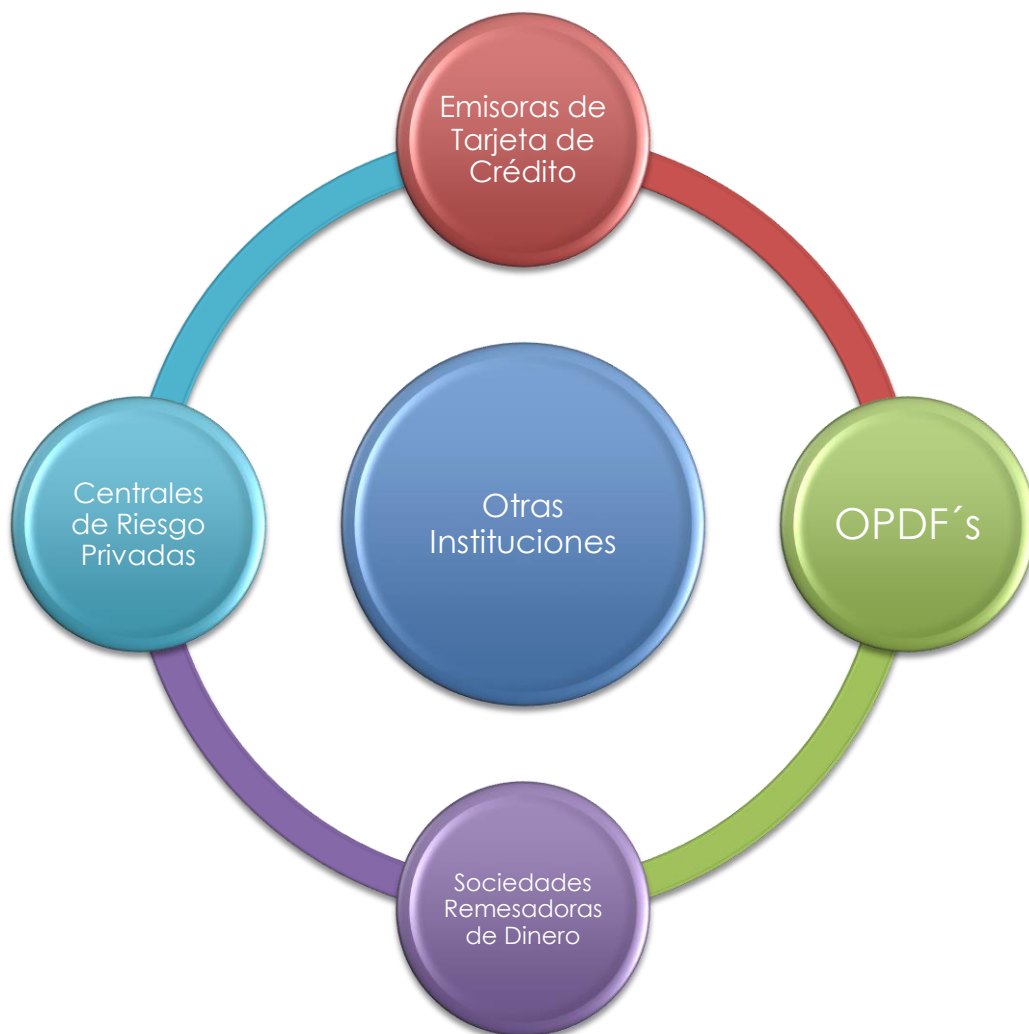 Emisoras de
Tarjeta de
Crédito
Centrales
de Riesgo
Privadas
Otras
Instituciones
OPDF´s
Sociedades
Remesadoras
de Dinero